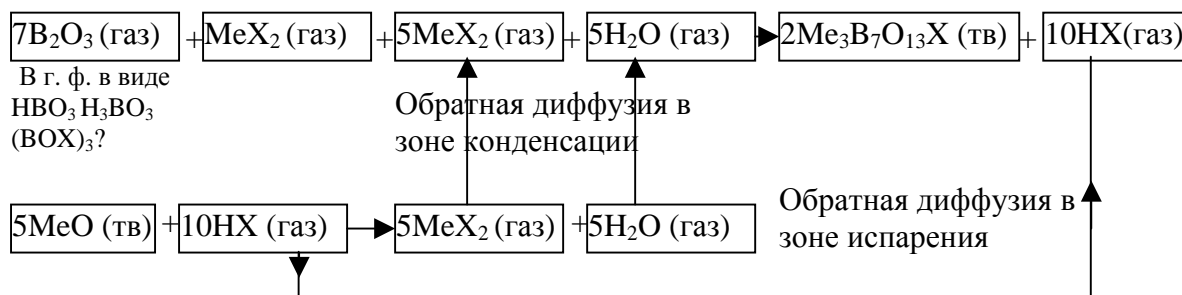 7B₂O₃ (газ) + MeX₂ (газ) + 5MeX₂ (газ) + 5H₂O (газ) → 2Me₃B₇O₁₃X (тв) + 10HX(газ)
В г. ф. в виде
HBO₃ H₃BO₃
(BOX)₃?
Обратная диффузия в
зоне конденсации
5MeO (тв) + 10HX (газ) → 5MeX₂ (газ) + 5H₂O (газ)
Обратная диффузия в
зоне испарения